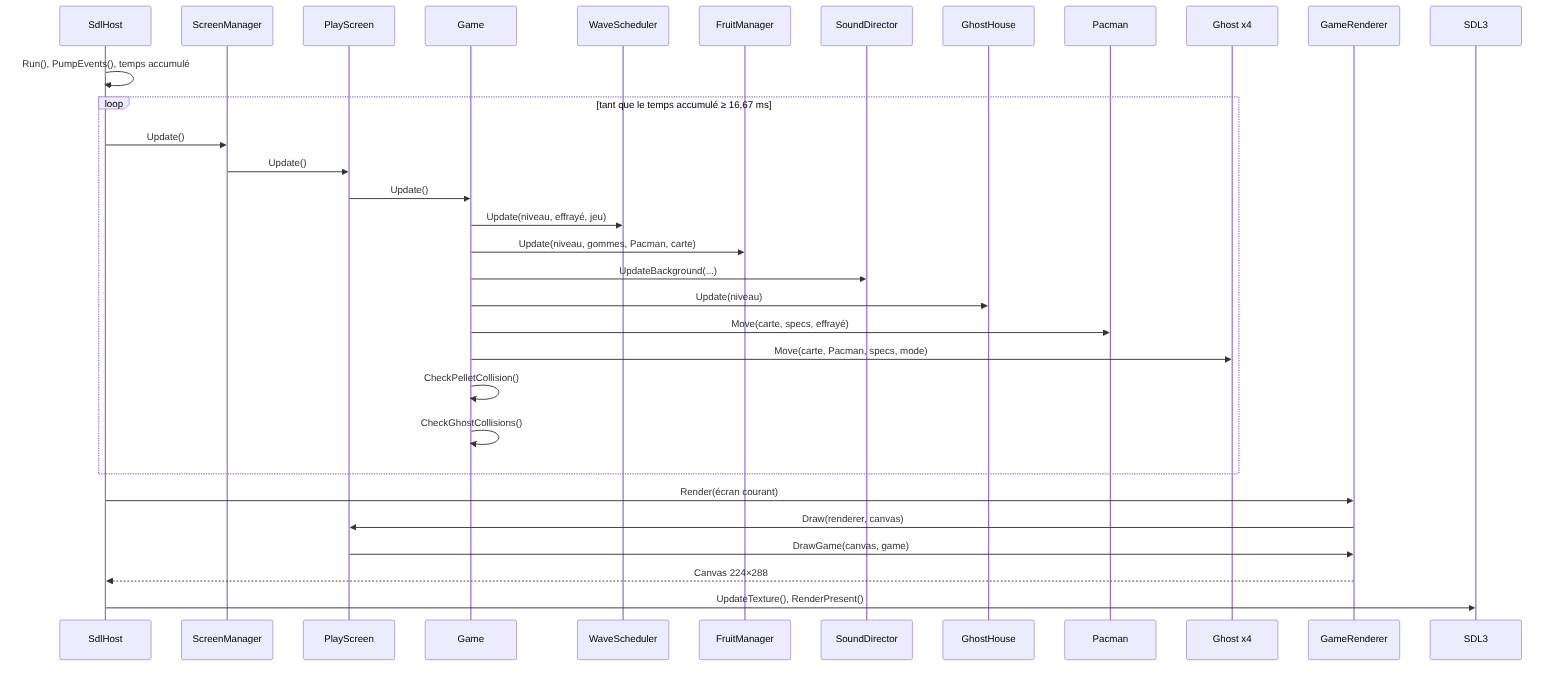 SdlHost
ScreenManager
PlayScreen
Game
WaveScheduler
FruitManager
SoundDirector
GhostHouse
Pacman
Ghost x4
GameRenderer
SDL3
Run(), PumpEvents(), temps accumulé
loop
[tant que le temps accumulé ≥ 16,67 ms]
Update()
Update()
Update()
Update(niveau, effrayé, jeu)
Update(niveau, gommes, Pacman, carte)
UpdateBackground(...)
Update(niveau)
Move(carte, specs, effrayé)
Move(carte, Pacman, specs, mode)
CheckPelletCollision()
CheckGhostCollisions()
Render(écran courant)
Draw(renderer, canvas)
DrawGame(canvas, game)
Canvas 224×288
UpdateTexture(), RenderPresent()
SdlHost
ScreenManager
PlayScreen
Game
WaveScheduler
FruitManager
SoundDirector
GhostHouse
Pacman
Ghost x4
GameRenderer
SDL3